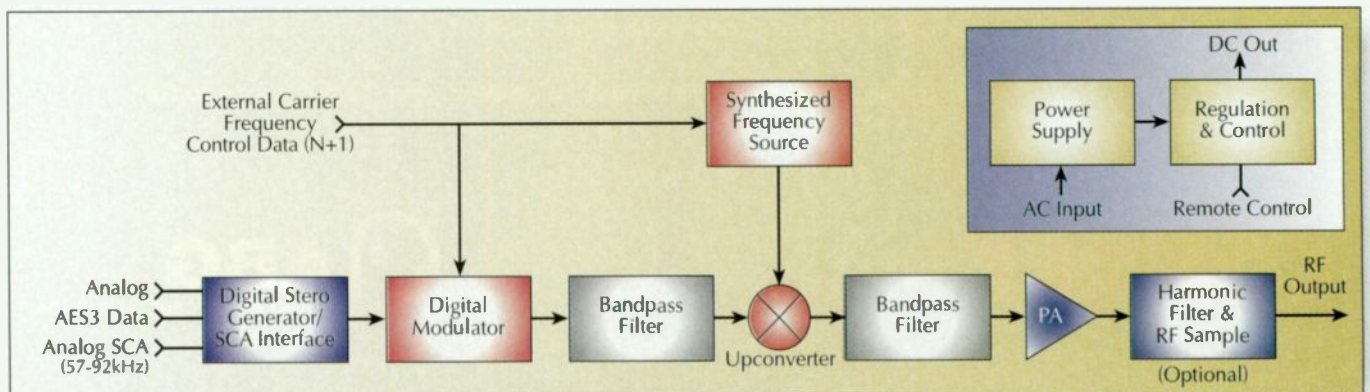 External Carrier
Frequency
Control Data (N+1)
Synthesized
Frequency
Source
DC Out
Power
Supply
Regulation
& Control
AC Input
Remote Control
Analog
AES3 Data
Analog SCA
(57-92kHz)
Digital Stero
Generator/
SCA Interface
Digital
Modulator
Bandpass
Filter
Upconverter
Bandpass
Filter
PA
Harmonic
Filter &
RF Sample
(Optional)
RF
Output